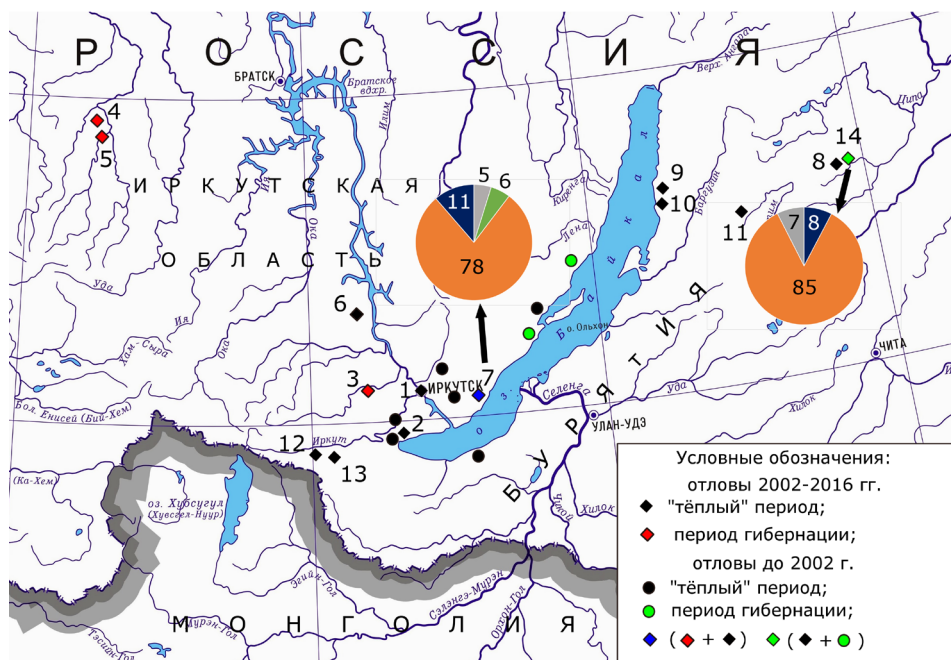 Р О С С И Я
БРАТСК
Братское
вдхр.
Илим
Верх. Ангара
Ципа
4
5
Ия
Ока
И Р К У Т С К А Я
О Б Л А С Т Ь
5
6
11
78
Киренга
Лена
9
10
Баргузин
11
8
14
7
8
85
Уда
Ия
Хам-Сыра
Ока
6
оз. Байкал
о. Ольхон
Бол. Енисей (Бий-Хем)
3
1
ИРКУТСК
7
2
Селенга
УЛАН-УДЭ
Уда
ЧИТА
Хилок
Б У Р Я Т И Я
12
Иркут
13
(Ка-Хем)
оз. Хубсугул
(Хувсгел-Нуур)
Чикой
Хилок
Эгийн-Гол
Сэлэнгэ-Мурэн
Орхон-Гол
Мурэн-Гол
Тэсийн-Гол
М О Н Г О Л И Я
Условные обозначения:
отловы 2002-2016 гг.
"тёплый" период;
период гибернации;
отловы до 2002 г.
"тёплый" период;
период гибернации;
( + ) ( + )